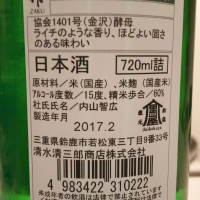 ZAKU
協会1401号(金沢)酵母
ライチのような香り、ほどよい固さ
のある味わい
日本酒 720ml詰
原材料/米(国産)、米麹(国産米)
アルコール度数/15度、精米歩合/60%
杜氏氏名/内山智広
製造年月
2017.2
三重県鈴鹿市若松東三丁目9番33号
清水清三郎商店株式会社
4 983422 310222